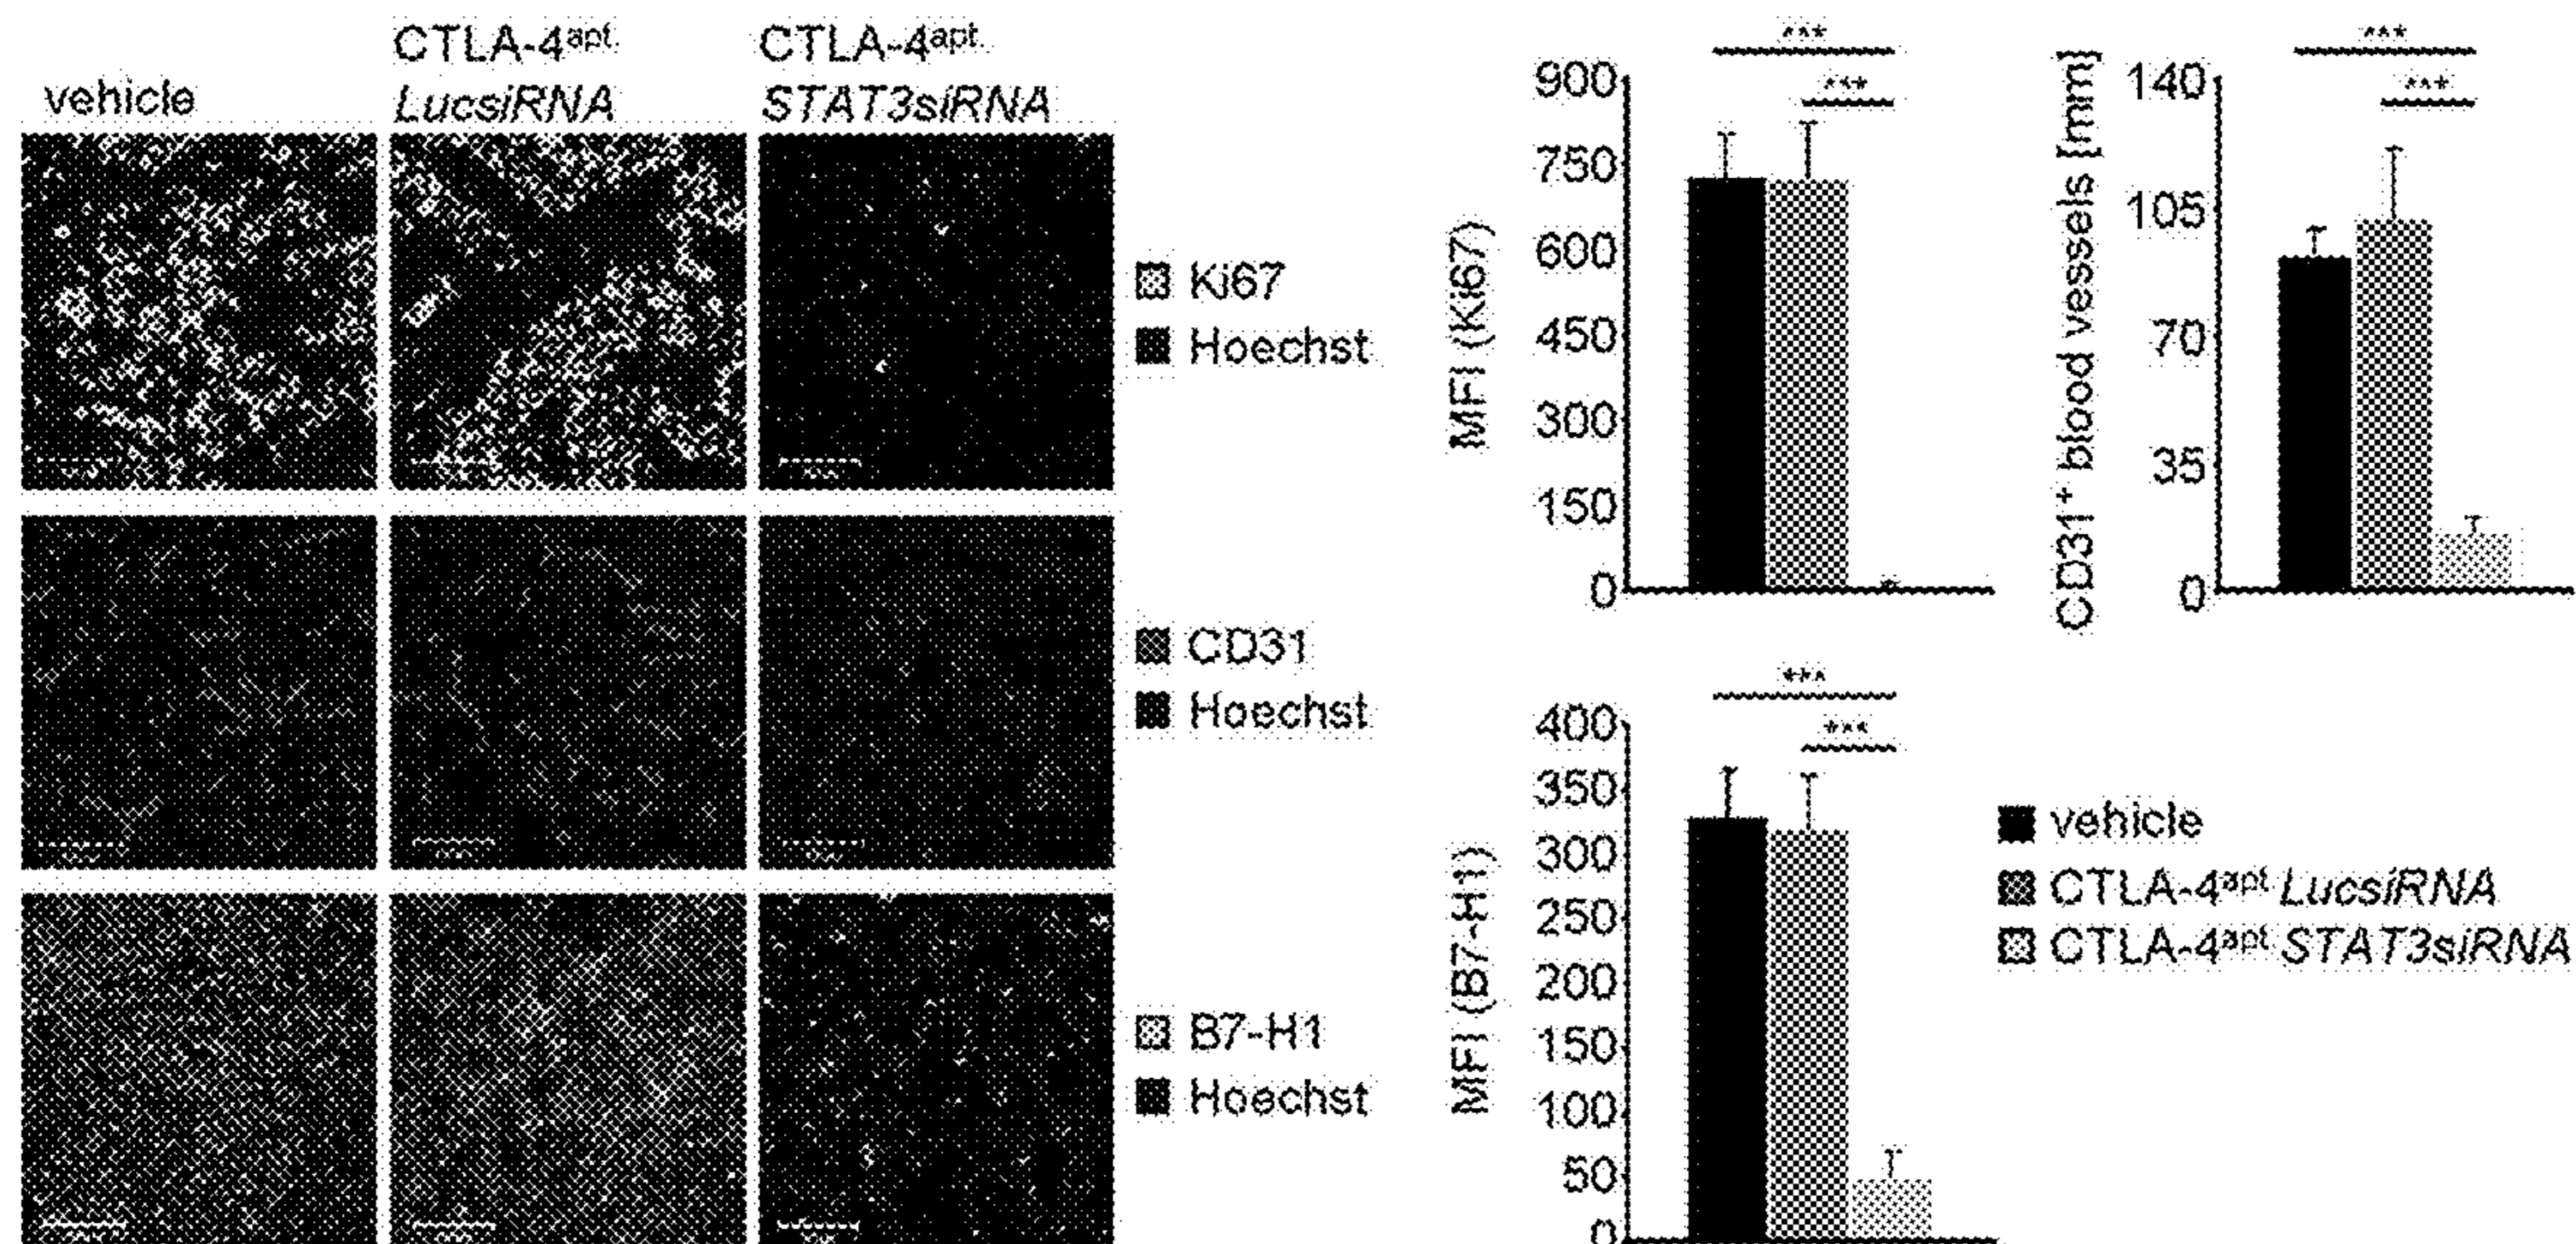 vehicle
CTLA-4apt.
LucsiRNA
CTLA-4apt.
STAT3siRNA
Ki67
Hoechst
CD31
Hoechst
B7-H1
Hoechst
***
***
MFI (Ki67)
900
750
600
450
300
150
0
***
***
CD31+ blood vessels [mm]
140
105
70
35
0
***
***
MFI (B7-H1)
400
350
300
250
200
150
100
50
0
vehicle
CTLA-4apt. LucsiRNA
CTLA-4apt. STAT3siRNA